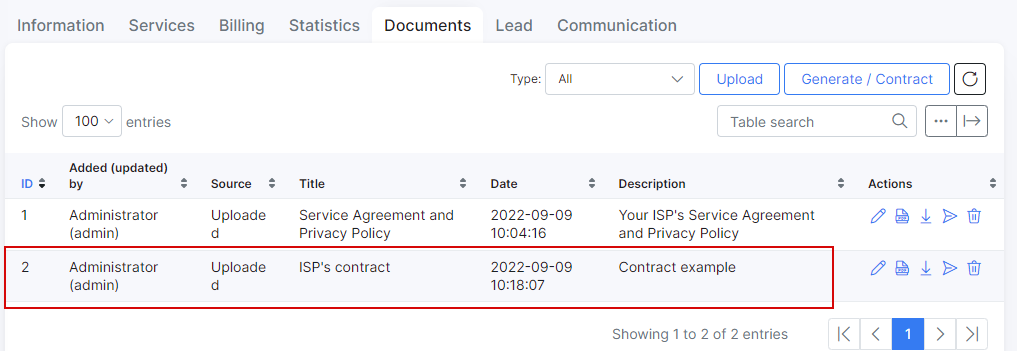 Information Services Billing Statistics Documents Lead Communication
Type: All Upload Generate / Contract
Show 100 entries Table search
ID Added (updated) by Source Title Date Description Actions
1 Administrator (admin) Uploaded Service Agreement and Privacy Policy 2022-09-09 10:04:16 Your ISP's Service Agreement and Privacy Policy
2 Administrator (admin) Uploaded ISP's contract 2022-09-09 10:18:07 Contract example
Showing 1 to 2 of 2 entries 1